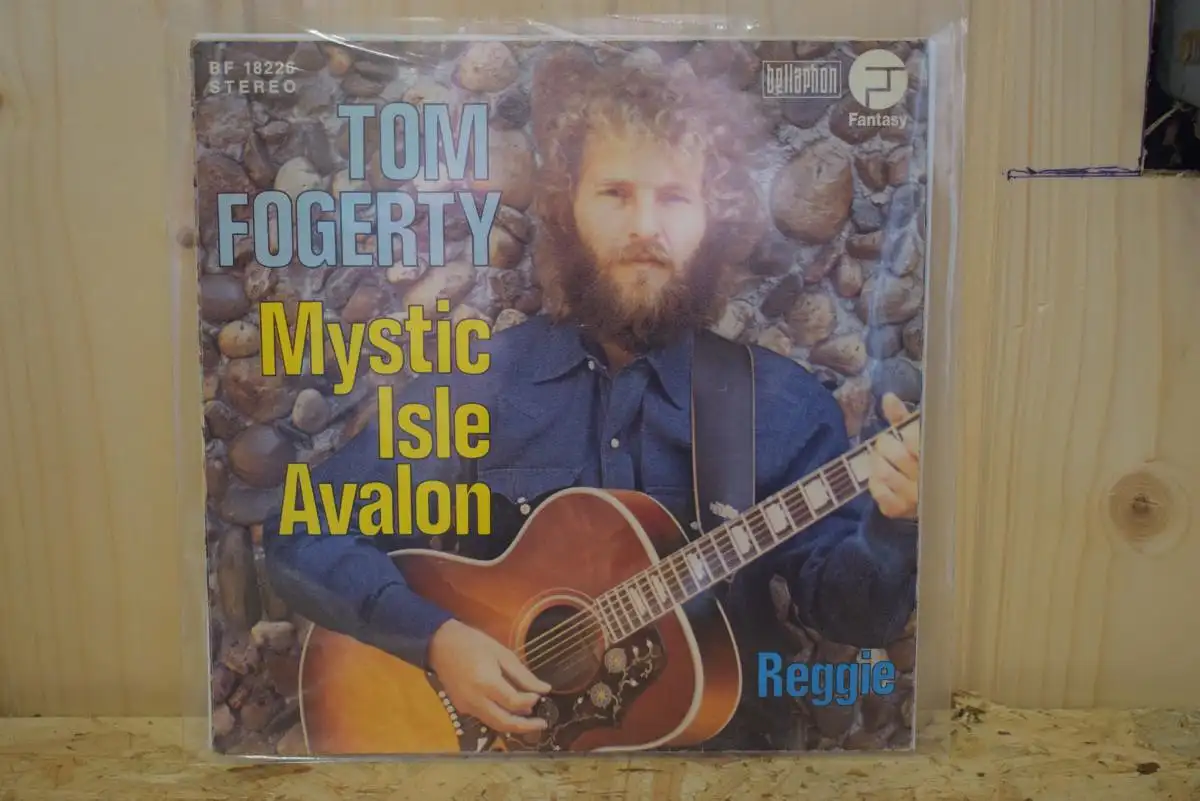 BF 18226
STEREO
bellaphon
Fantasy
TOM
FOGERTY
Mystic
Isle
Avalon
Reggie